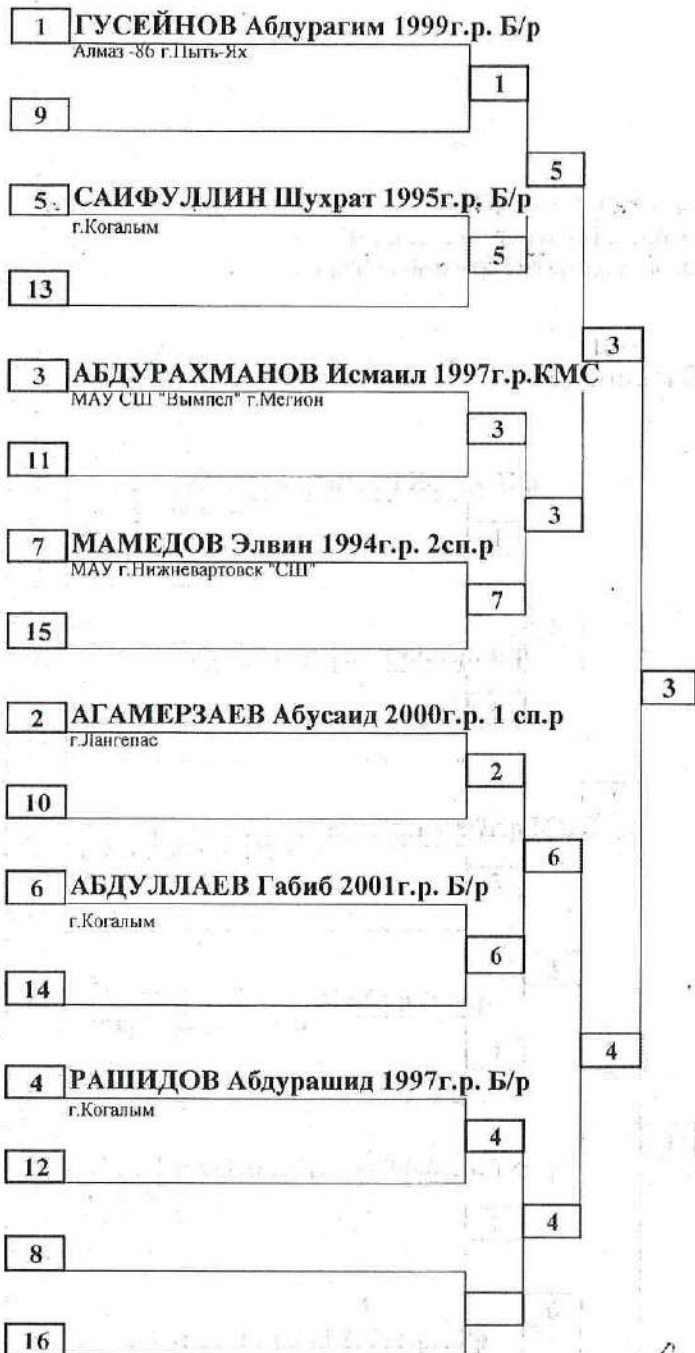 1 ГУСЕЙНОВ Абдурагим 1999г.р. Б/р
Алмаз -86 г.Пыть-Ях
1
9
5
5 САЙФУЛЛИН Шухрат 1995г.р. Б/р
г.Когалым
5
13
3
3 АБДУРАХМАНОВ Исмаил 1997г.р.КМС
МАУ СШ "Вымпел" г.Мегион
3
11
3
7 МАМЕДОВ Элвин 1994г.р. 2сп.р
МАУ г.Нижневартовск "СШ"
7
15
3
2 АГАМЕРЗАЕВ Абусаид 2000г.р. 1 сп.р
г.Лангепас
2
10
6
6 АБДУЛЛАЕВ Габиб 2001г.р. Б/р
г.Когалым
6
14
4
4 РАШИДОВ Абдурашид 1997г.р. Б/р
г.Когалым
4
12
4
8
16